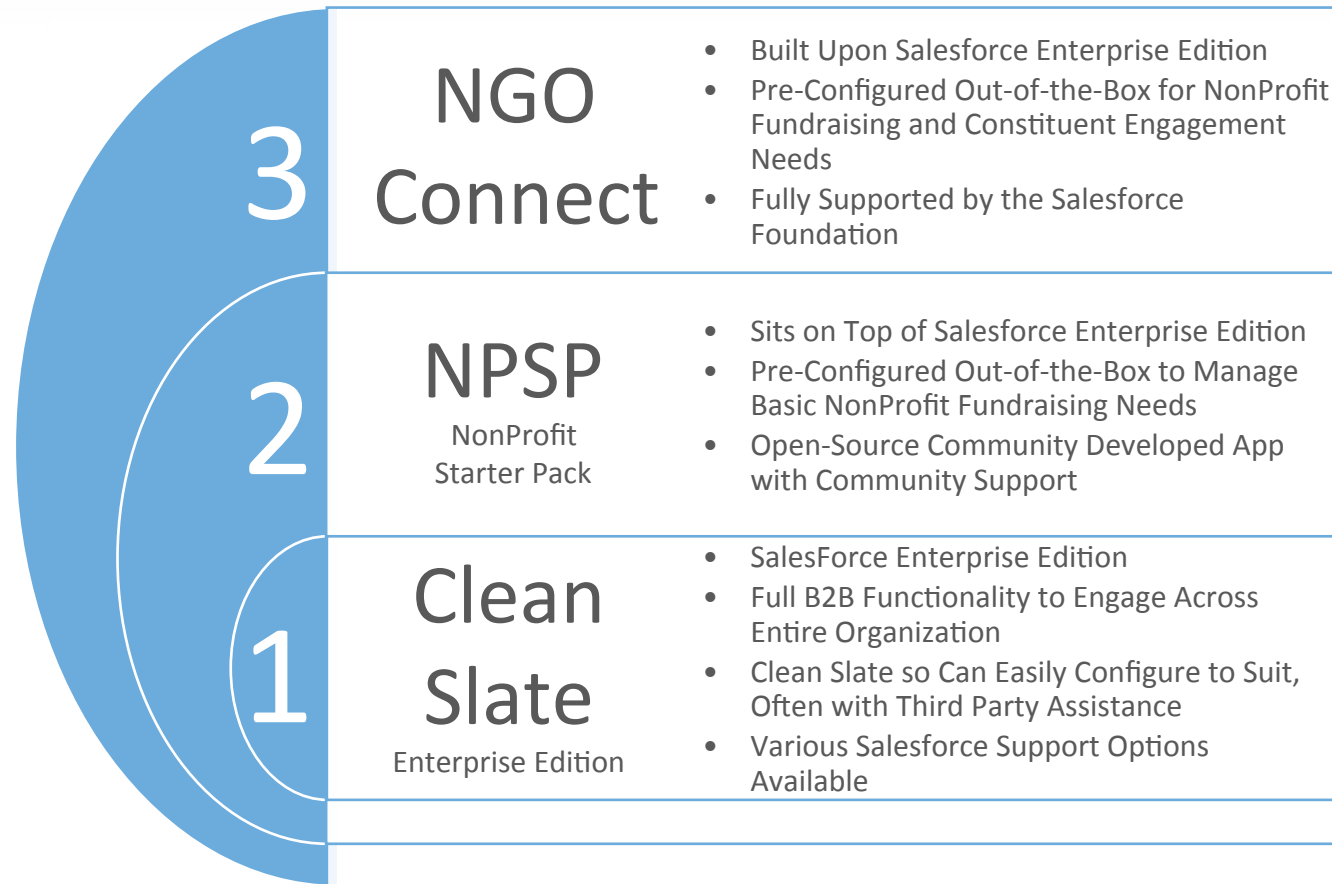 3
NGO
Connect
• Built Upon Salesforce Enterprise Edition
• Pre-Configured Out-of-the-Box for NonProfit
Fundraising and Constituent Engagement
Needs
• Fully Supported by the Salesforce
Foundation
2
NPSP
NonProfit
Starter Pack
• Sits on Top of Salesforce Enterprise Edition
• Pre-Configured Out-of-the-Box to Manage
Basic NonProfit Fundraising Needs
• Open-Source Community Developed App
with Community Support
1
Clean
Slate
Enterprise Edition
• SalesForce Enterprise Edition
• Full B2B Functionality to Engage Across
Entire Organization
• Clean Slate so Can Easily Configure to Suit,
Often with Third Party Assistance
• Various Salesforce Support Options
Available